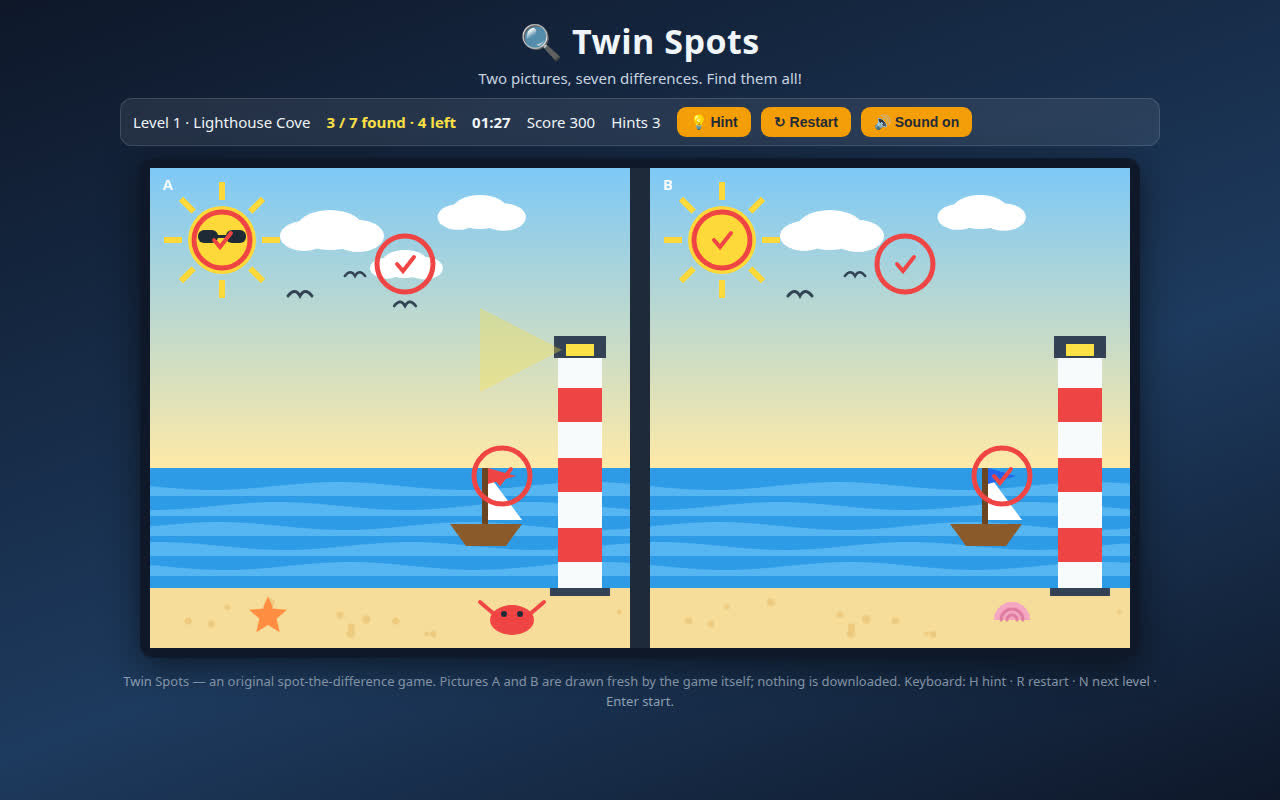 🔍 Twin Spots
Two pictures, seven differences. Find them all!
Level 1 · Lighthouse Cove 3 / 7 found · 4 left 01:27 Score 300 Hints 3 💡 Hint ↻ Restart 🔊 Sound on
A B
Twin Spots — an original spot-the-difference game. Pictures A and B are drawn fresh by the game itself; nothing is downloaded. Keyboard: H hint · R restart · N next level ·
Enter start.